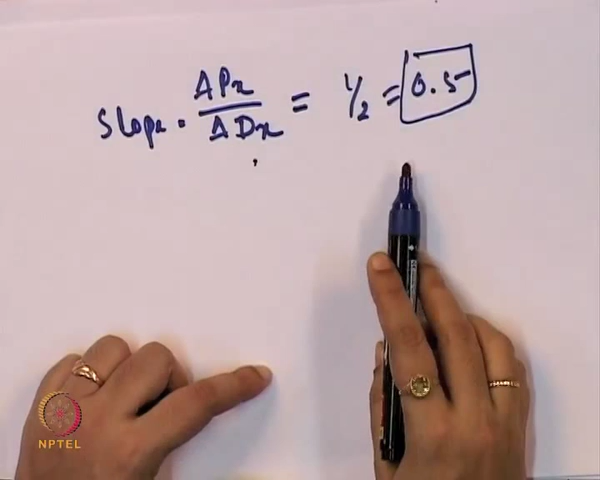 Slope = ΔPx / ΔDx = 1/2 = 0.5
NPTEL